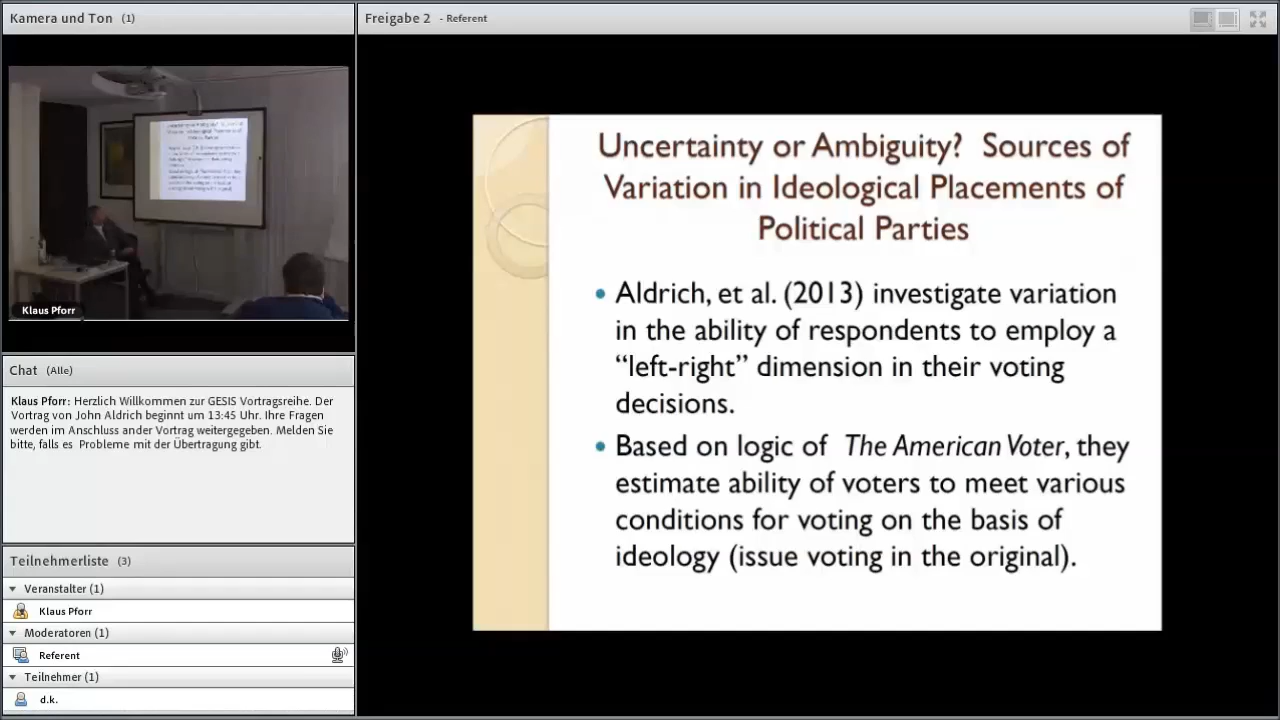 Kamera und Ton (1)
Klaus Pforr
Chat (Alle)
Klaus Pforr: Herzlich Willkommen zur GESIS Vortragsreihe. Der
Vortrag von John Aldrich beginnt um 13:45 Uhr. Ihre Fragen
werden im Anschluss ander Vortrag weitergegeben. Melden Sie
bitte, falls es Probleme mit der Übertragung gibt.
Teilnehmerliste (3)
Veranstalter (1)
Klaus Pforr
Moderatoren (1)
Referent
Teilnehmer (1)
d.k.
Freigabe 2 - Referent
Uncertainty or Ambiguity? Sources of
Variation in Ideological Placements of
Political Parties
• Aldrich, et al. (2013) investigate variation
in the ability of respondents to employ a
“left-right” dimension in their voting
decisions.
• Based on logic of The American Voter, they
estimate ability of voters to meet various
conditions for voting on the basis of
ideology (issue voting in the original).